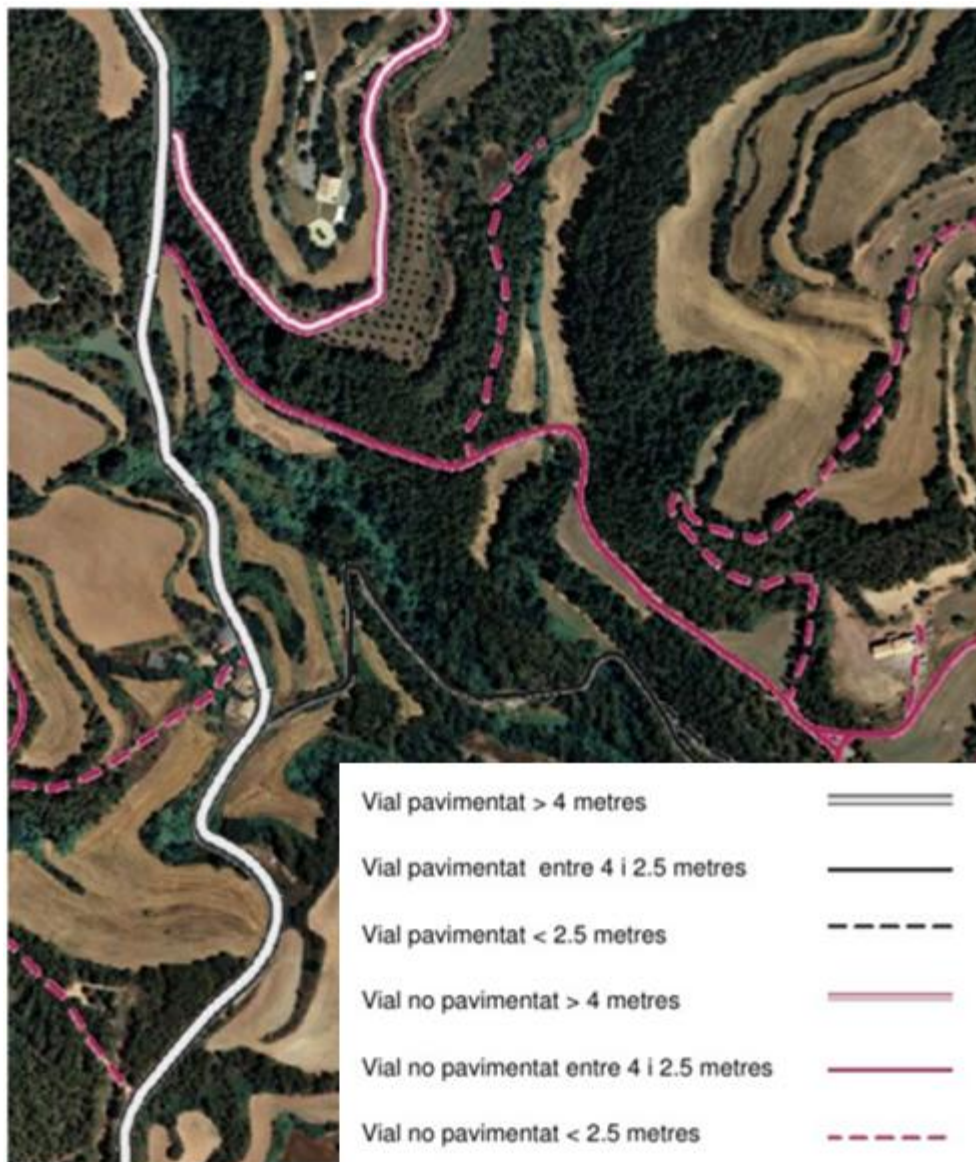 Vial pavimentat > 4 metres
Vial pavimentat entre 4 i 2.5 metres
Vial pavimentat < 2.5 metres
Vial no pavimentat > 4 metres
Vial no pavimentat entre 4 i 2.5 metres
Vial no pavimentat < 2.5 metres